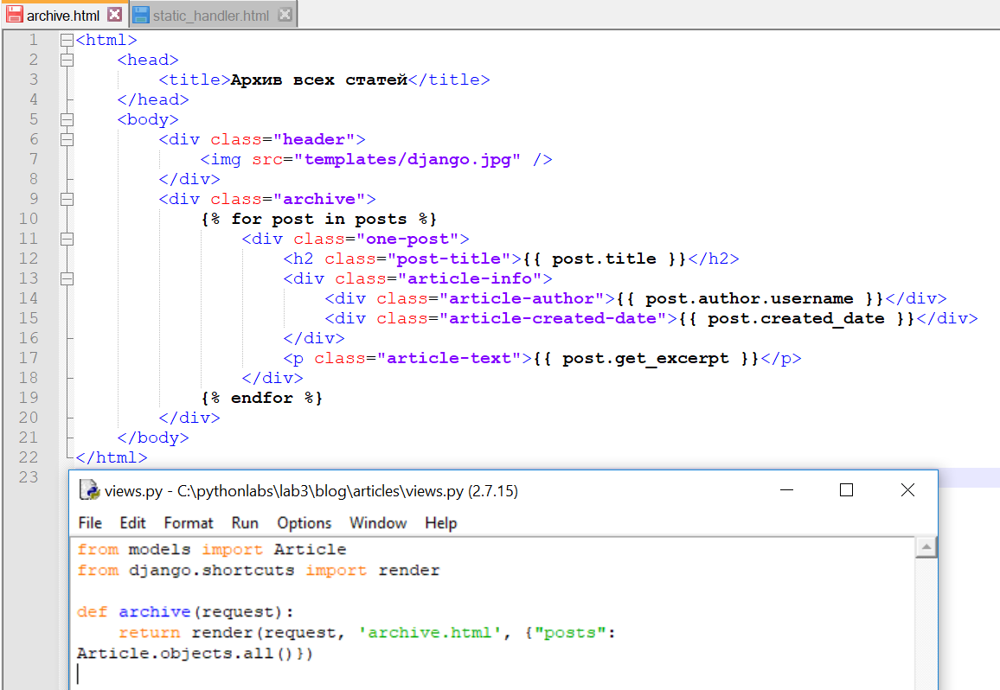 archive.html static_handler.html
1 <html>
2 <head>
3 <title>Архив всех статей</title>
4 </head>
5 <body>
6 <div class="header">
7 <img src="templates/django.jpg" />
8 </div>
9 <div class="archive">
10 {% for post in posts %}
11 <div class="one-post">
12 <h2 class="post-title">{{ post.title }}</h2>
13 <div class="article-info">
14 <div class="article-author">{{ post.author.username }}</div>
15 <div class="article-created-date">{{ post.created_date }}</div>
16 </div>
17 <p class="article-text">{{ post.get_excerpt }}</p>
18 </div>
19 {% endfor %}
20 </div>
21 </body>
22 </html>
23
views.py - C:\pythonlabs\lab3\blog\articles\views.py (2.7.15)
File Edit Format Run Options Window Help
from models import Article
from django.shortcuts import render
def archive(request):
return render(request, 'archive.html', {"posts":
Article.objects.all()})